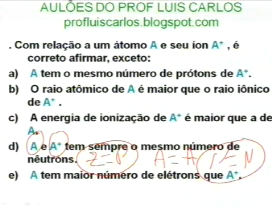 AULÕES DO PROF LUIS CARLOS
profluiscarlos.blogspot.com
. Com relação a um átomo A e seu íon A⁺ , é
correto afirmar, exceto:
a) A tem o mesmo número de prótons de A⁺.
b) O raio atômico de A é maior que o raio iônico
de A⁺ .
c) A energia de ionização de A⁺ é maior que a de
A.
d) A e A⁺ tem sempre o mesmo número de
nêutrons. Z=P A=A
e) A tem maior número de elétrons que A⁺.